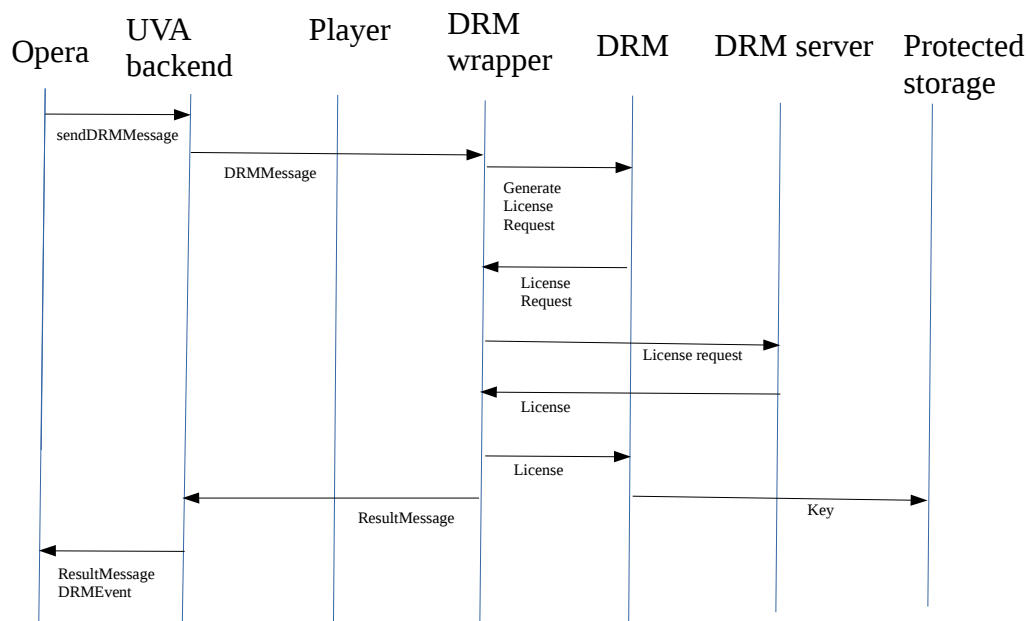 Opera
UVA
backend
Player
DRM
wrapper
DRM
DRM server
Protected
storage
sendDRMMessage
DRMMessage
Generate
License
Request
License
Request
License request
License
License
Key
ResultMessage
ResultMessage
DRMEvent